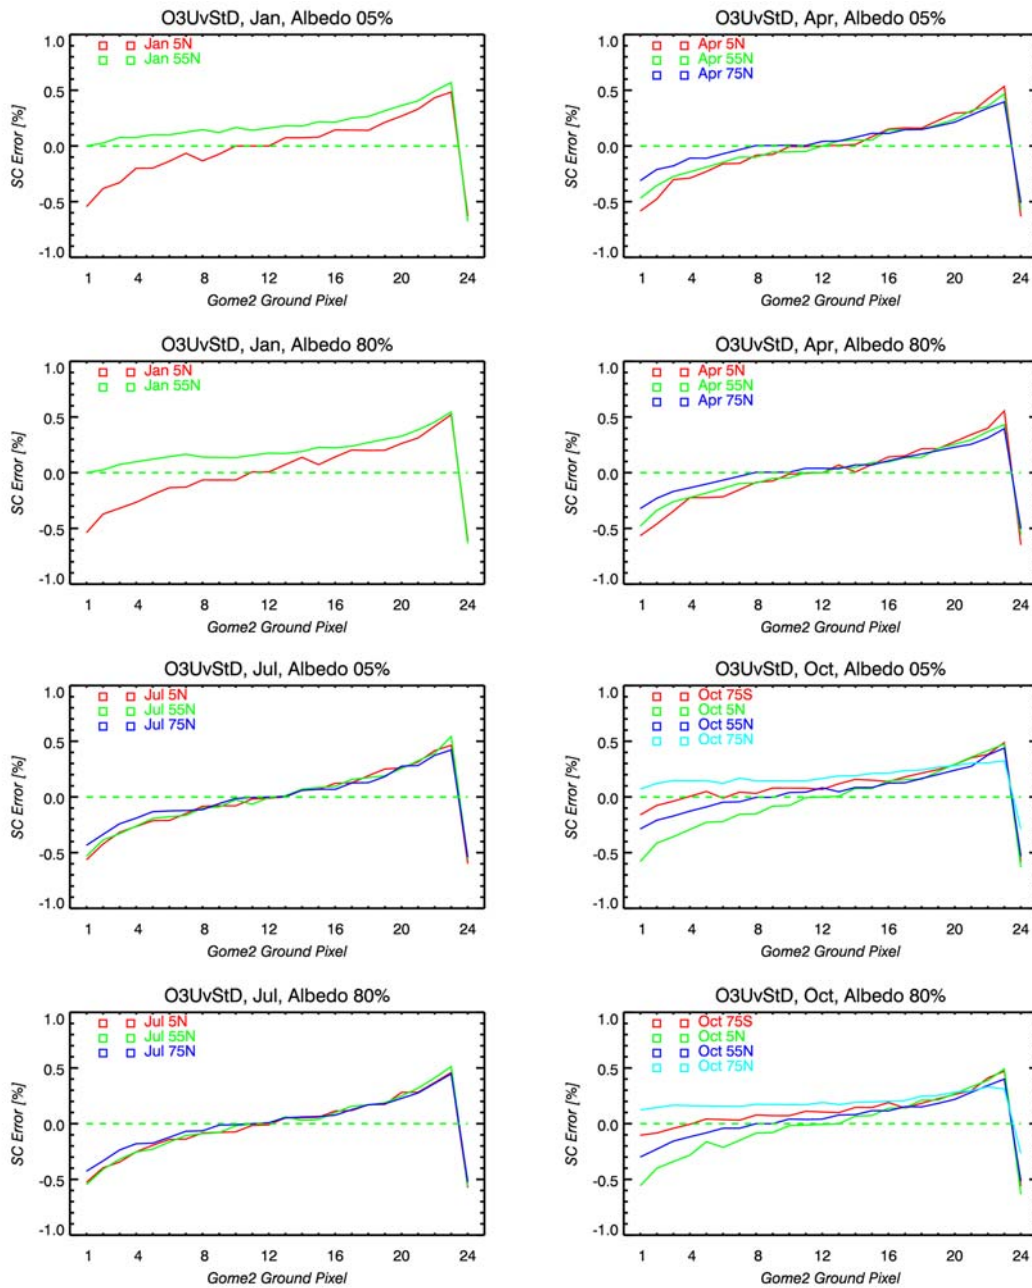 O3UvStD, Jan, Albedo 05%
1.0
0.5
0.0
-0.5
-1.0
SC Error [%]
Jan 5N
Jan 55N
1 4 8 12 16 20 24
Gome2 Ground Pixel
O3UvStD, Apr, Albedo 05%
1.0
0.5
0.0
-0.5
-1.0
SC Error [%]
Apr 5N
Apr 55N
Apr 75N
1 4 8 12 16 20 24
Gome2 Ground Pixel
O3UvStD, Jan, Albedo 80%
1.0
0.5
0.0
-0.5
-1.0
SC Error [%]
Jan 5N
Jan 55N
1 4 8 12 16 20 24
Gome2 Ground Pixel
O3UvStD, Apr, Albedo 80%
1.0
0.5
0.0
-0.5
-1.0
SC Error [%]
Apr 5N
Apr 55N
Apr 75N
1 4 8 12 16 20 24
Gome2 Ground Pixel
O3UvStD, Jul, Albedo 05%
1.0
0.5
0.0
-0.5
-1.0
SC Error [%]
Jul 5N
Jul 55N
Jul 75N
1 4 8 12 16 20 24
Gome2 Ground Pixel
O3UvStD, Oct, Albedo 05%
1.0
0.5
0.0
-0.5
-1.0
SC Error [%]
Oct 75S
Oct 5N
Oct 55N
Oct 75N
1 4 8 12 16 20 24
Gome2 Ground Pixel
O3UvStD, Jul, Albedo 80%
1.0
0.5
0.0
-0.5
-1.0
SC Error [%]
Jul 5N
Jul 55N
Jul 75N
1 4 8 12 16 20 24
Gome2 Ground Pixel
O3UvStD, Oct, Albedo 80%
1.0
0.5
0.0
-0.5
-1.0
SC Error [%]
Oct 75S
Oct 5N
Oct 55N
Oct 75N
1 4 8 12 16 20 24
Gome2 Ground Pixel